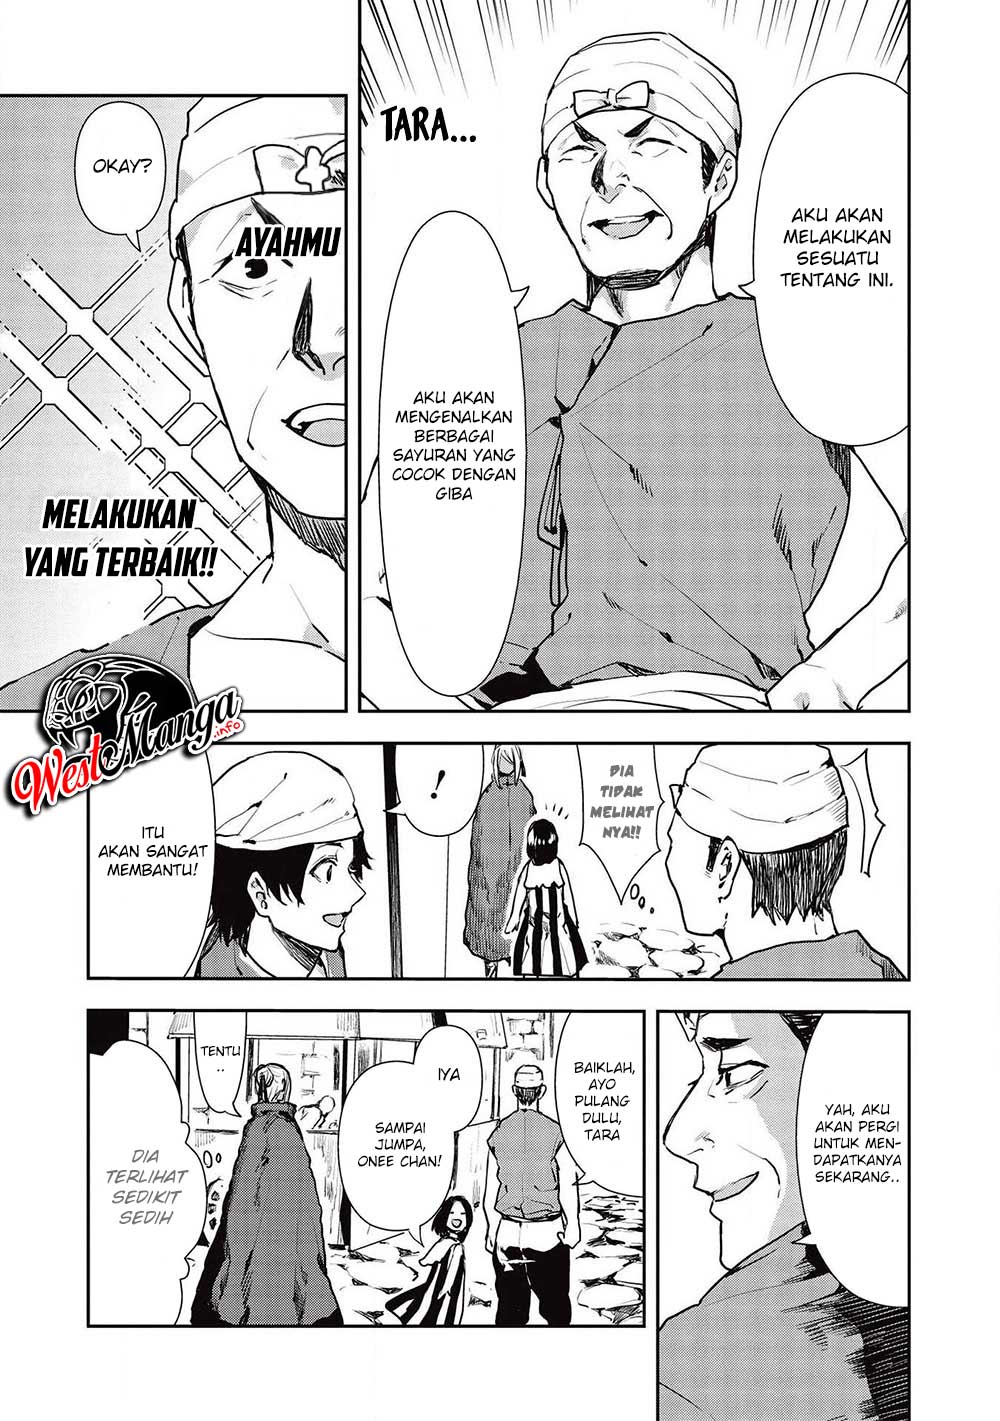 AKU AKAN
MELAKUKAN
SESUATU
TENTANG INI.
TARA...
AKU AKAN
MENGENALKAN
BERBAGAI
SAYURAN YANG
COCOK DENGAN
GIBA
OKAY?
AYAHMU
MELAKUKAN
YANG TERBAIK!!
WestManga
.info
DIA
TIDAK
MELIHAT
NYA!!
!
ITU
AKAN SANGAT
MEMBANTU!
YAH, AKU
AKAN PERGI
UNTUK MEN-
DAPATKANYA
SEKARANG..
BAIKLAH,
AYO
PULANG
DULU,
TARA
IYA
SAMPAI
JUMPA,
ONEE CHAN!
TENTU
..
DIA
TERLIHAT
SEDIKIT
SEDIH